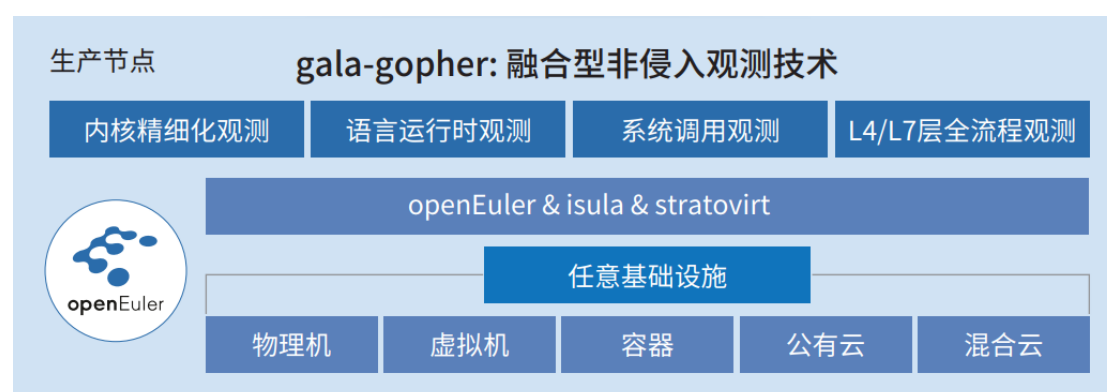 生产节点
gala-gopher: 融合型非侵入观测技术
内核精细化观测
语言运行时观测
系统调用观测
L4/L7层全流程观测
openEuler & isula & stratovirt
openEuler
任意基础设施
物理机
虚拟机
容器
公有云
混合云